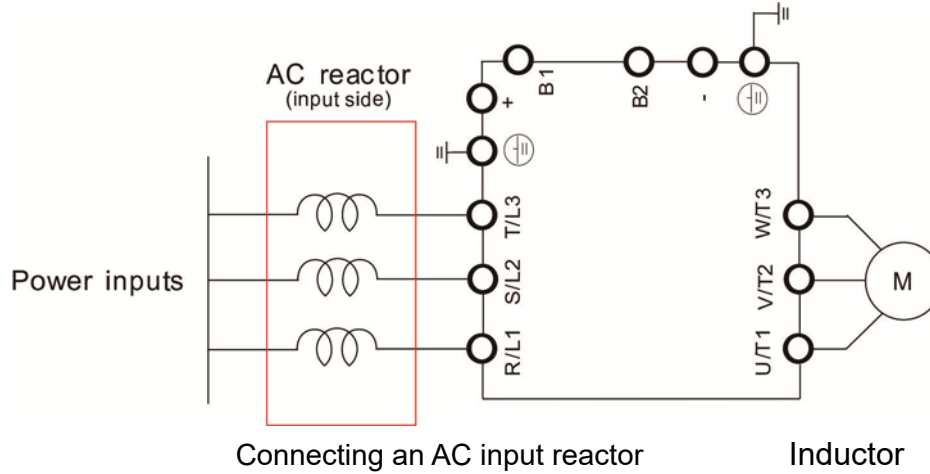 AC reactor
(input side)
+
B1
B2
-
T/L3
S/L2
R/L1
Power inputs
W/T3
V/T2
U/T1
M
Connecting an AC input reactor
Inductor